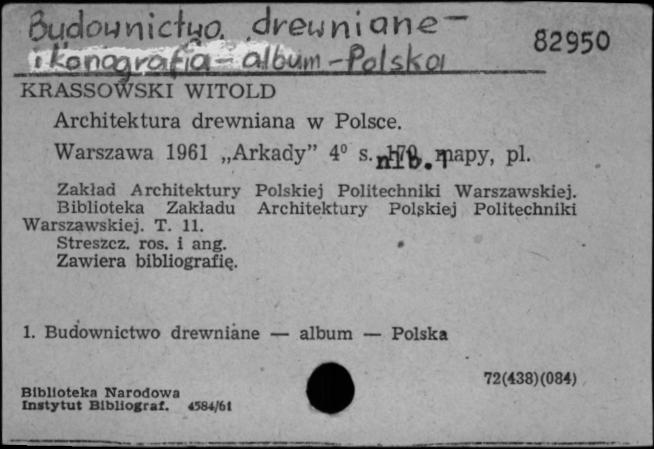 Budownictwo drewniane –
ikonografia – album – Polska
82950
KRASSOWSKI WITOLD
Architektura drewniana w Polsce.
Warszawa 1961 „Arkady” 4° s. mapy, pl.
Zakład Architektury Polskiej Politechniki Warszawskiej.
Biblioteka Zakładu Architektury Polskiej Politechniki
Warszawskiej. T. 11.
Streszcz. ros. i ang.
Zawiera bibliografię.
1. Budownictwo drewniane — album — Polska
72(438)(084)
Biblioteka Narodowa
Instytut Bibliograf. 4584/61